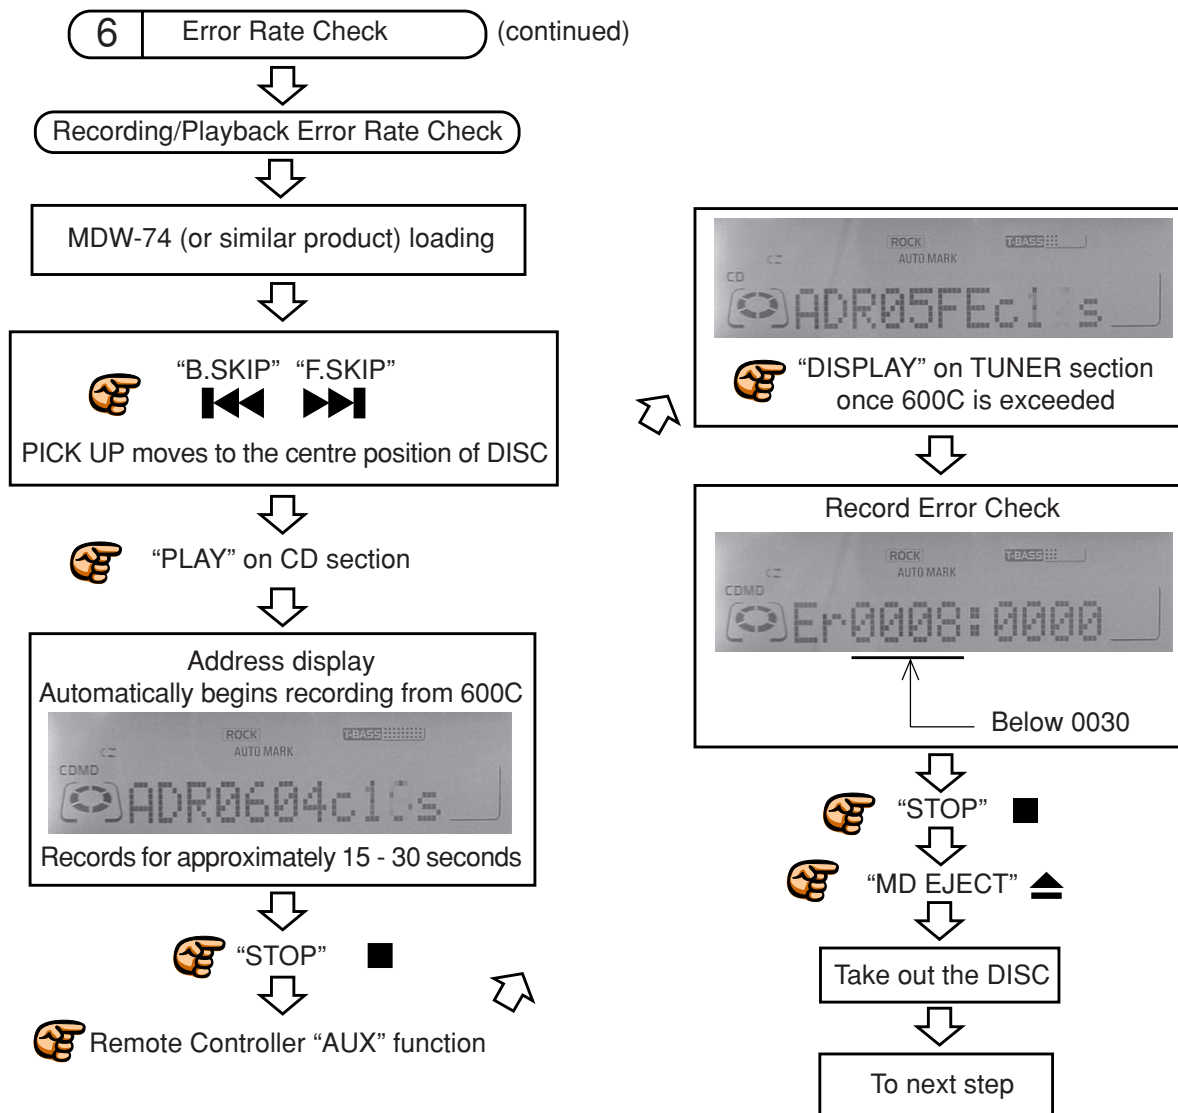 6 Error Rate Check (continued)
Recording/Playback Error Rate Check
MDW-74 (or similar product) loading
“B.SKIP” “F.SKIP”
PICK UP moves to the centre position of DISC
“PLAY” on CD section
Address display
Automatically begins recording from 600C
ROCK T-BASS
AUTO MARK
CDMD
Records for approximately 15 - 30 seconds
“STOP”
Remote Controller “AUX” function
ROCK T-BASS
AUTO MARK
CD
“DISPLAY” on TUNER section
once 600C is exceeded
Record Error Check
ROCK T-BASS
AUTO MARK
CDMD
Er0008:0000
Below 0030
“STOP”
“MD EJECT”
Take out the DISC
To next step